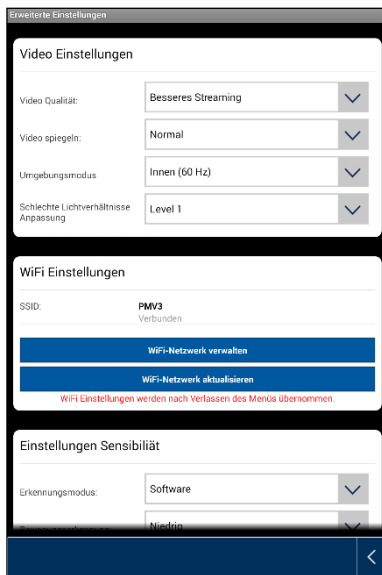 Erweiterte Einstellungen
Video Einstellungen
Video Qualität: Besseres Streaming
Video spiegeln: Normal
Umgebungsmodus Innen (60 Hz)
Schlechte Lichtverhältnisse
Anpassung Level 1
WiFi Einstellungen
SSID: PMV3
Verbunden
WiFi-Netzwerk verwalten
WiFi-Netzwerk aktualisieren
WiFi Einstellungen werden nach Verlassen des Menüs übernommen.
Einstellungen Sensibiliät
Erkennungsmodus: Software
Niedrig